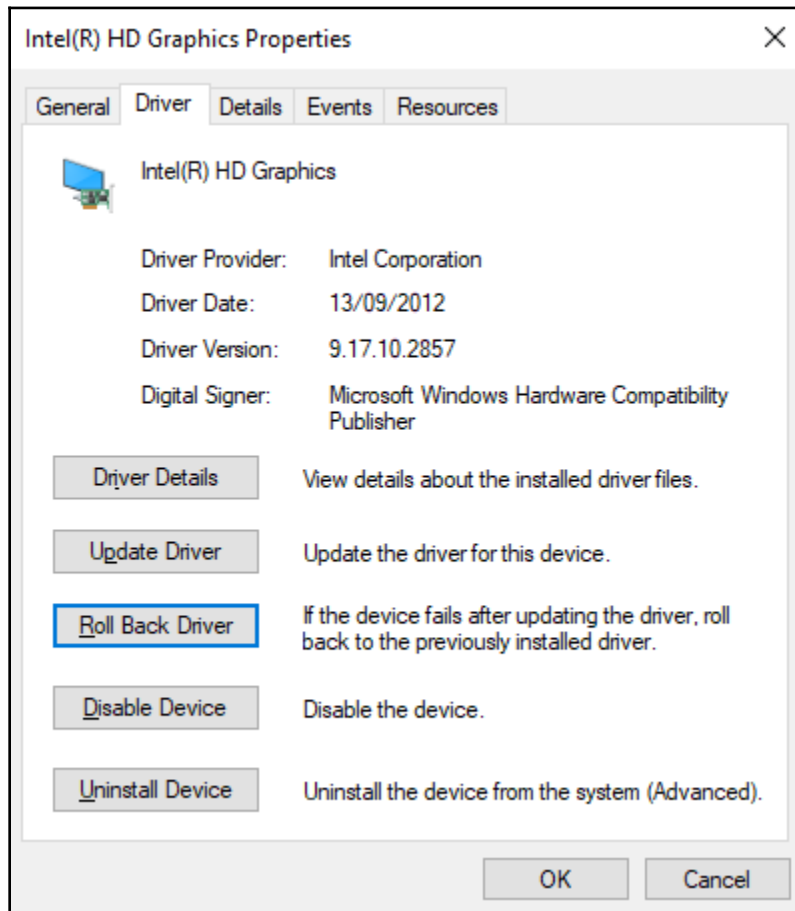 Intel(R) HD Graphics Properties
General Driver Details Events Resources
Intel(R) HD Graphics
Driver Provider: Intel Corporation
Driver Date: 13/09/2012
Driver Version: 9.17.10.2857
Digital Signer: Microsoft Windows Hardware Compatibility
Publisher
Driver Details View details about the installed driver files.
Update Driver Update the driver for this device.
Roll Back Driver If the device fails after updating the driver, roll
back to the previously installed driver.
Disable Device Disable the device.
Uninstall Device Uninstall the device from the system (Advanced).
OK Cancel